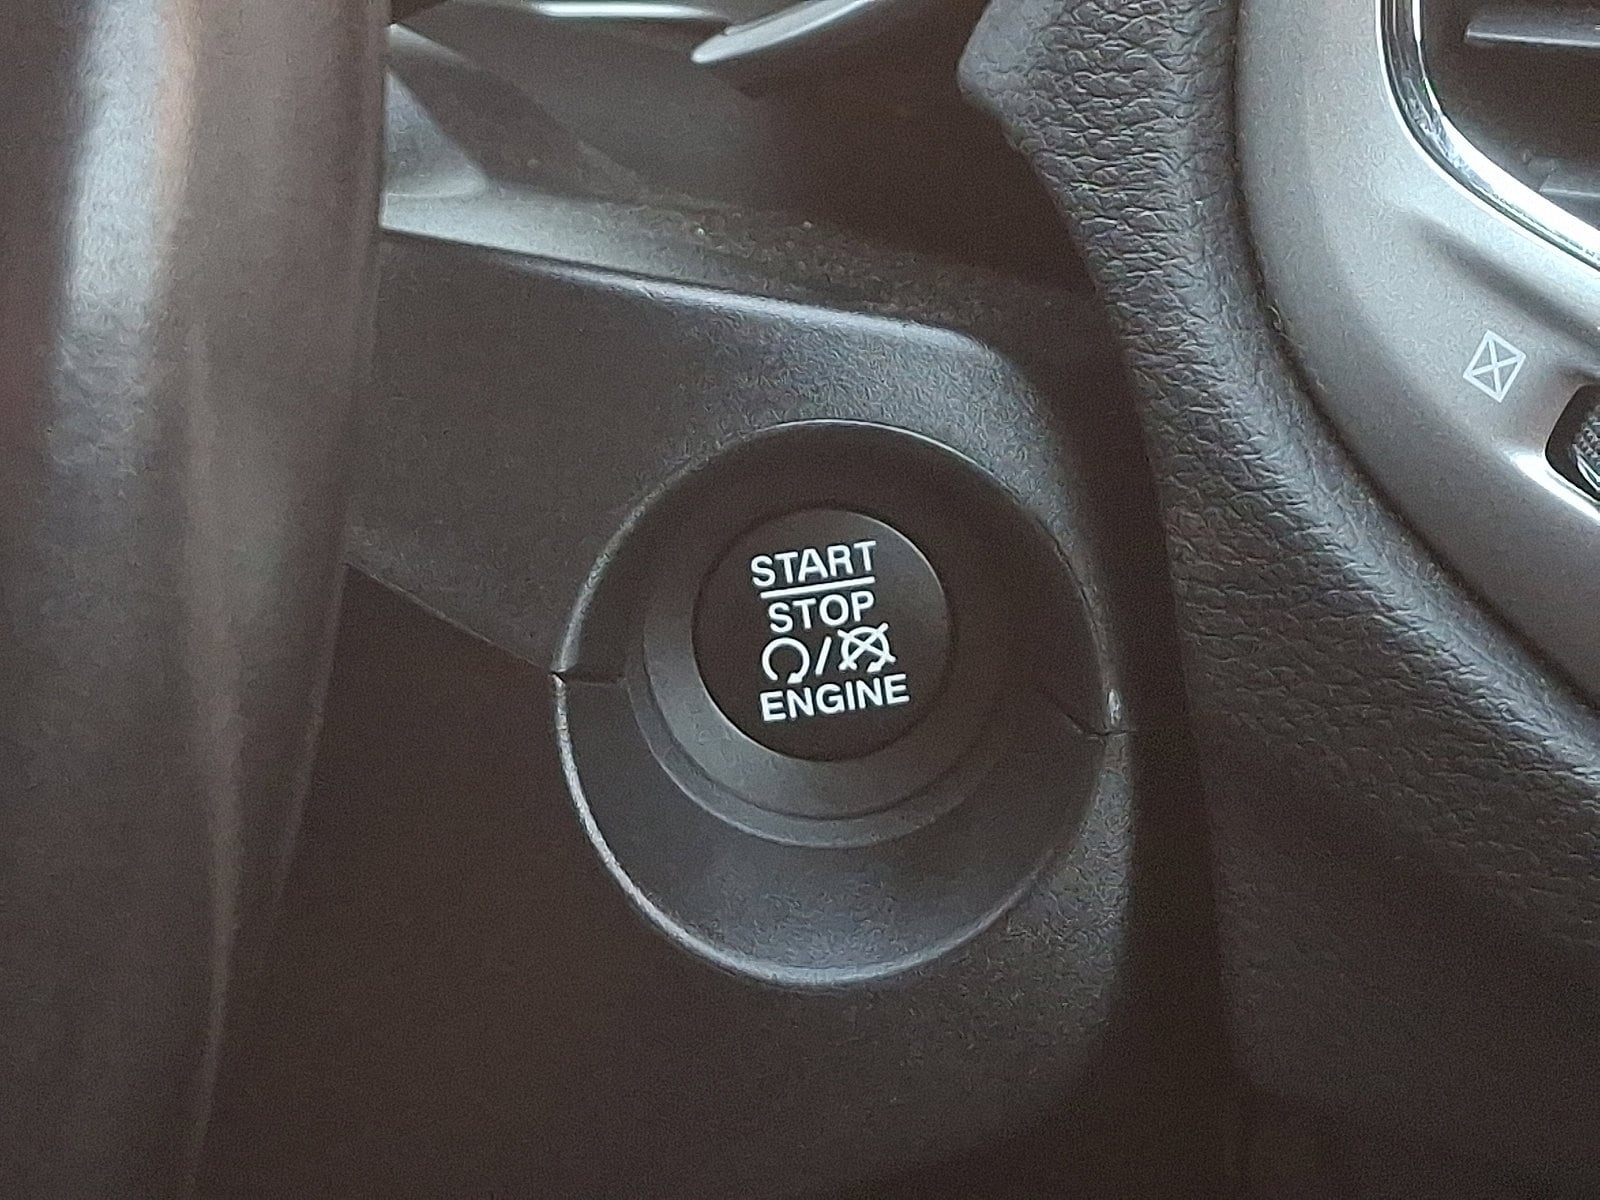 START
STOP
/
ENGINE